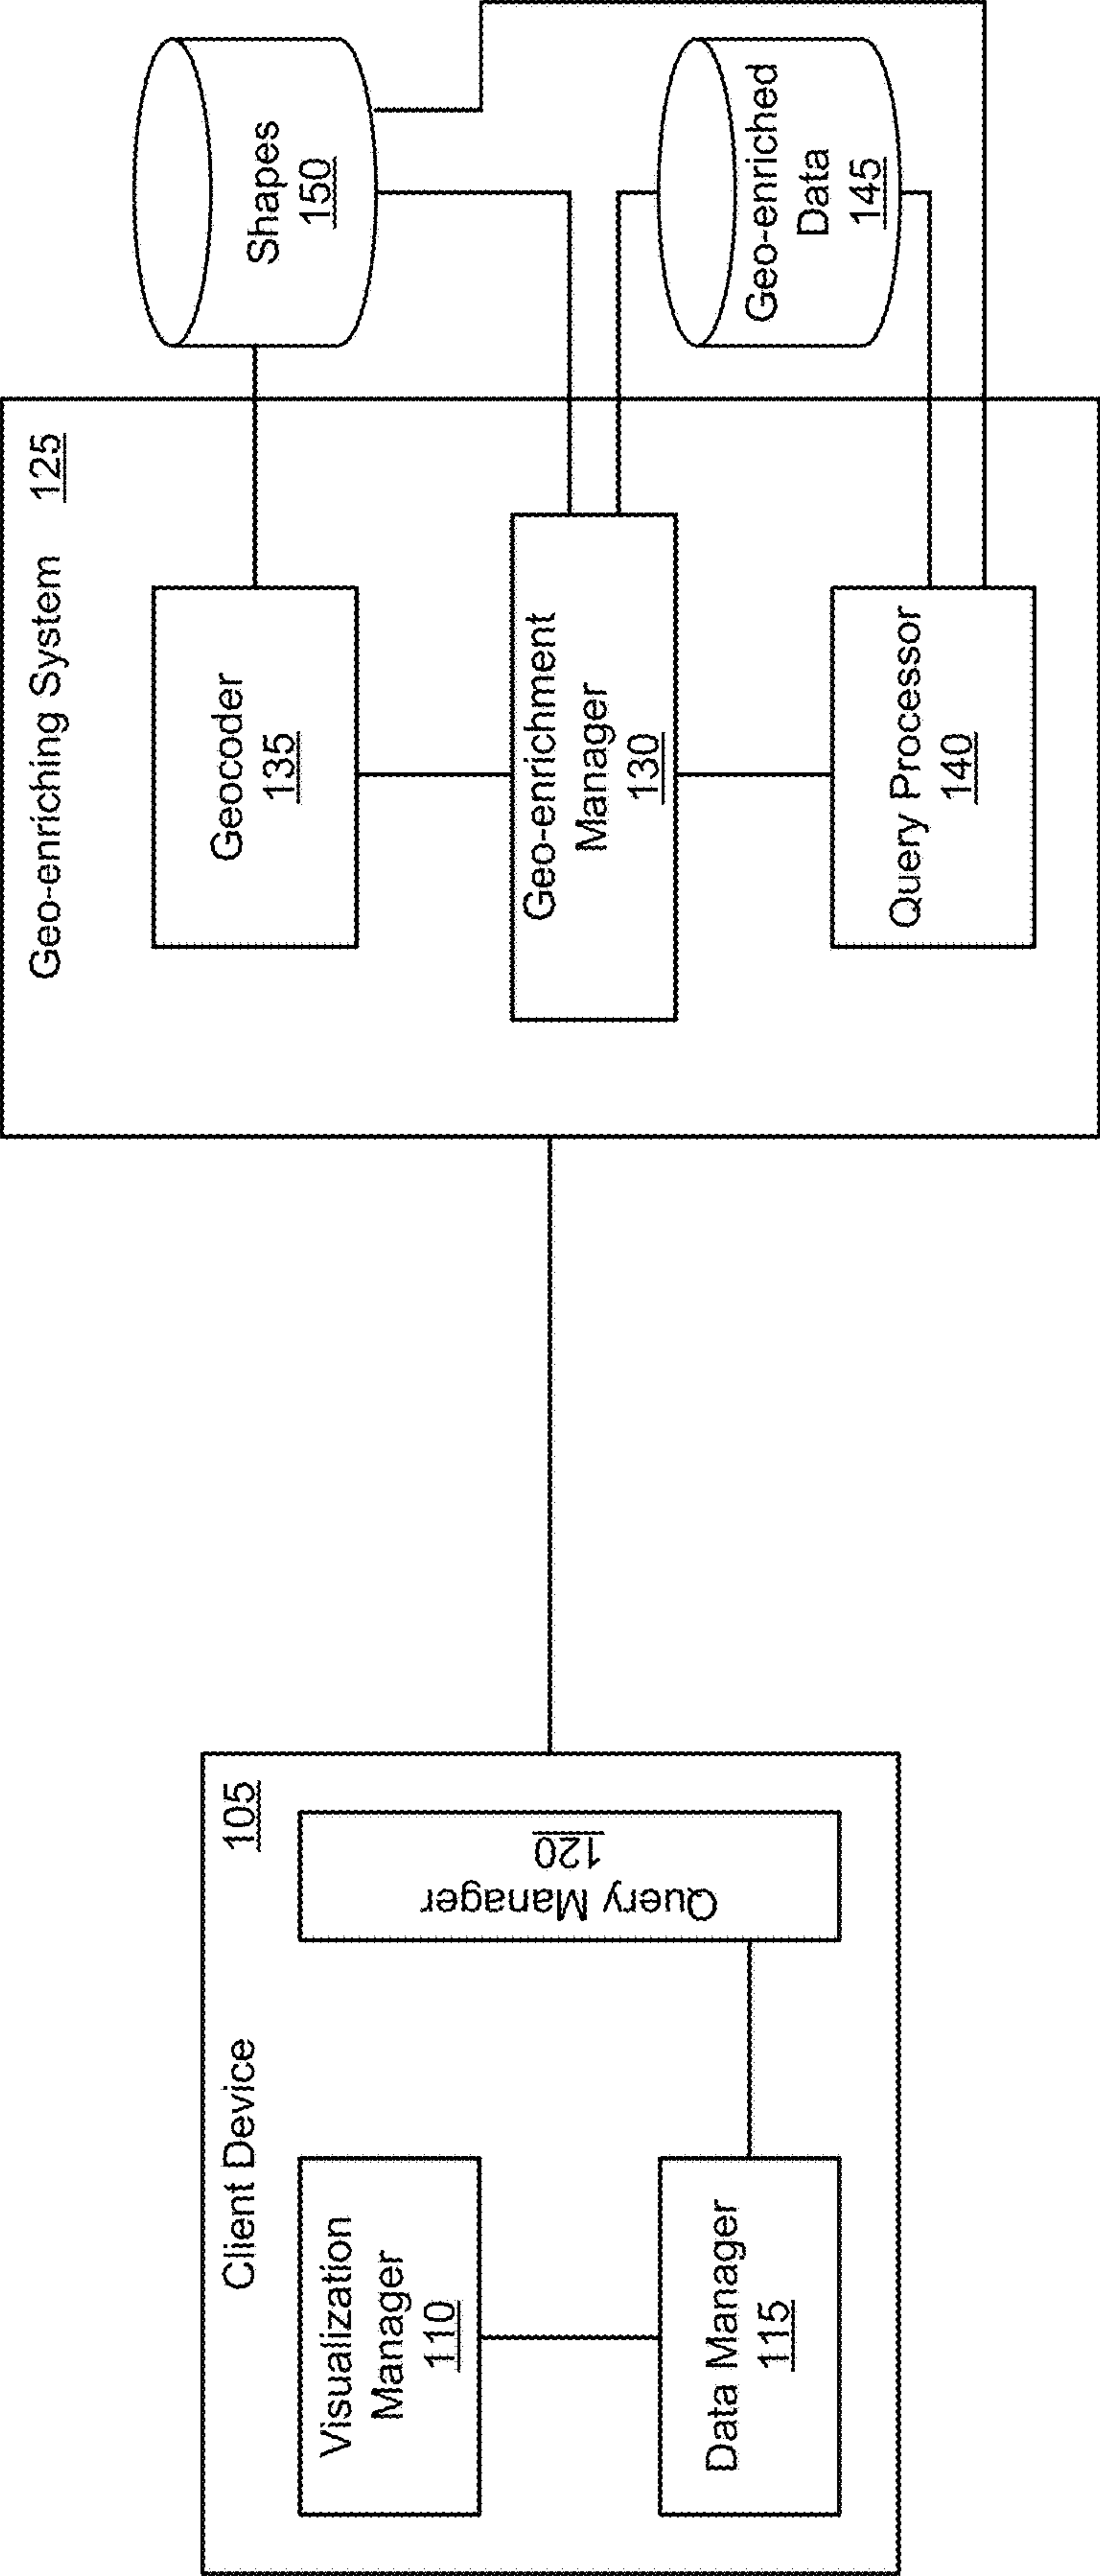 Client Device
105
Visualization
Manager
110
Data Manager
115
Query Manager
120
Geo-enriching System
125
Geocoder
135
Geo-enrichment
Manager
130
Query Processor
140
Shapes
150
Geo-enriched
Data
145